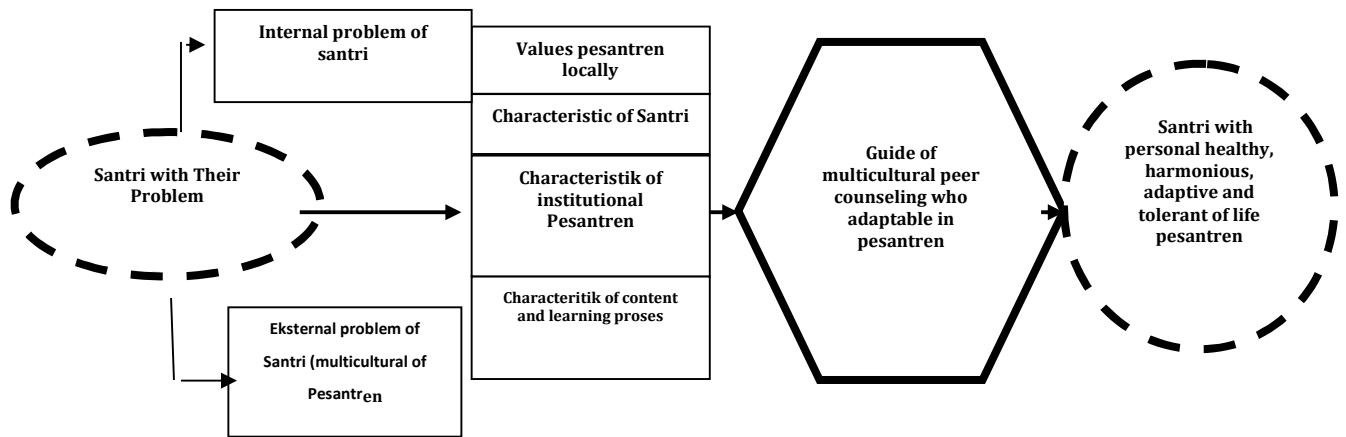 Santri with Their
Problem
Internal problem of
santri
Eksternal problem of
Santri (multicultural of
Pesantren
Values pesantren
locally
Characteristic of Santri
Characteristik of
institutional
Pesantren
Characteritik of content
and learning proses
Guide of
multicultural peer
counseling who
adaptable in
pesantren
Santri with
personal healthy,
harmonious,
adaptive and
tolerant of life
pesantren